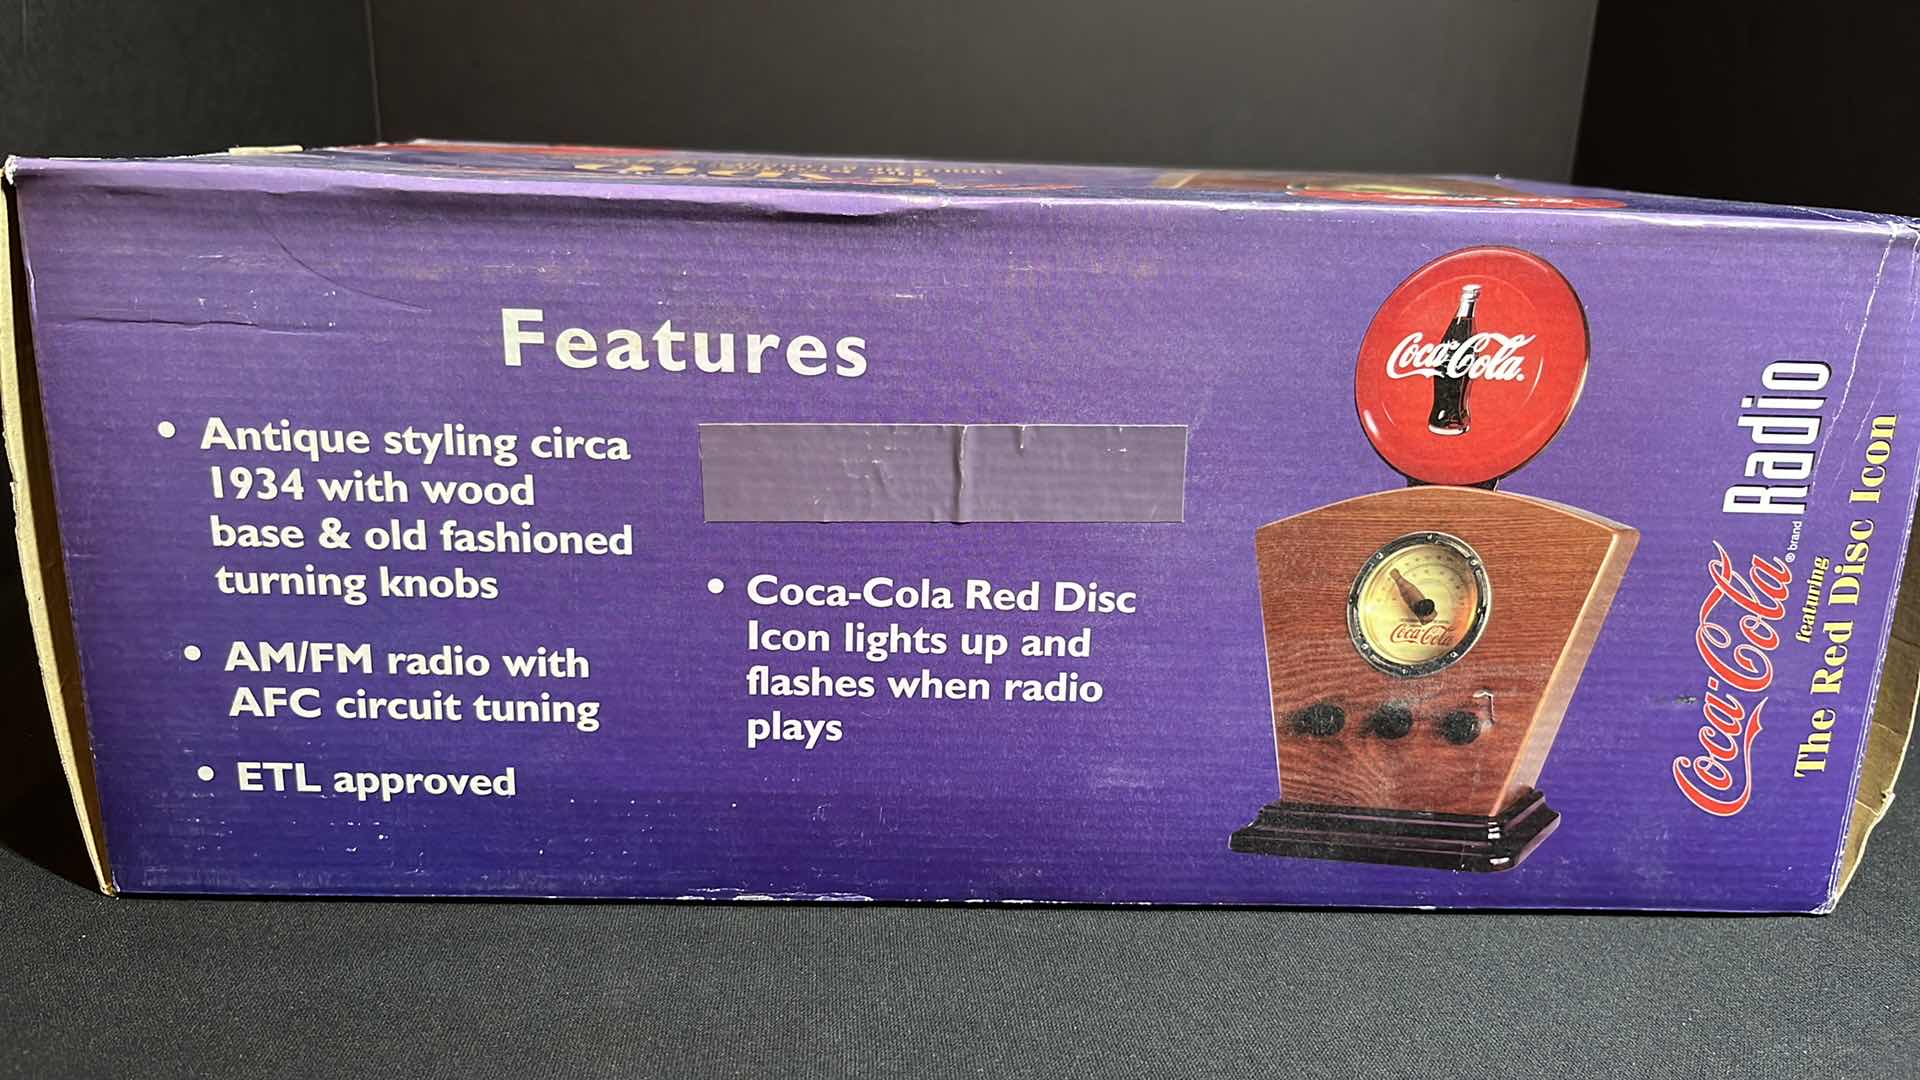 Features
• Antique styling circa
1934 with wood
base & old fashioned
turning knobs
• AM/FM radio with
AFC circuit tuning
• ETL approved
• Coca-Cola Red Disc
Icon lights up and
flashes when radio
plays
Coca-Cola.
Coca-Cola
Coca-Cola® brand Radio
featuring
The Red Disc Icon